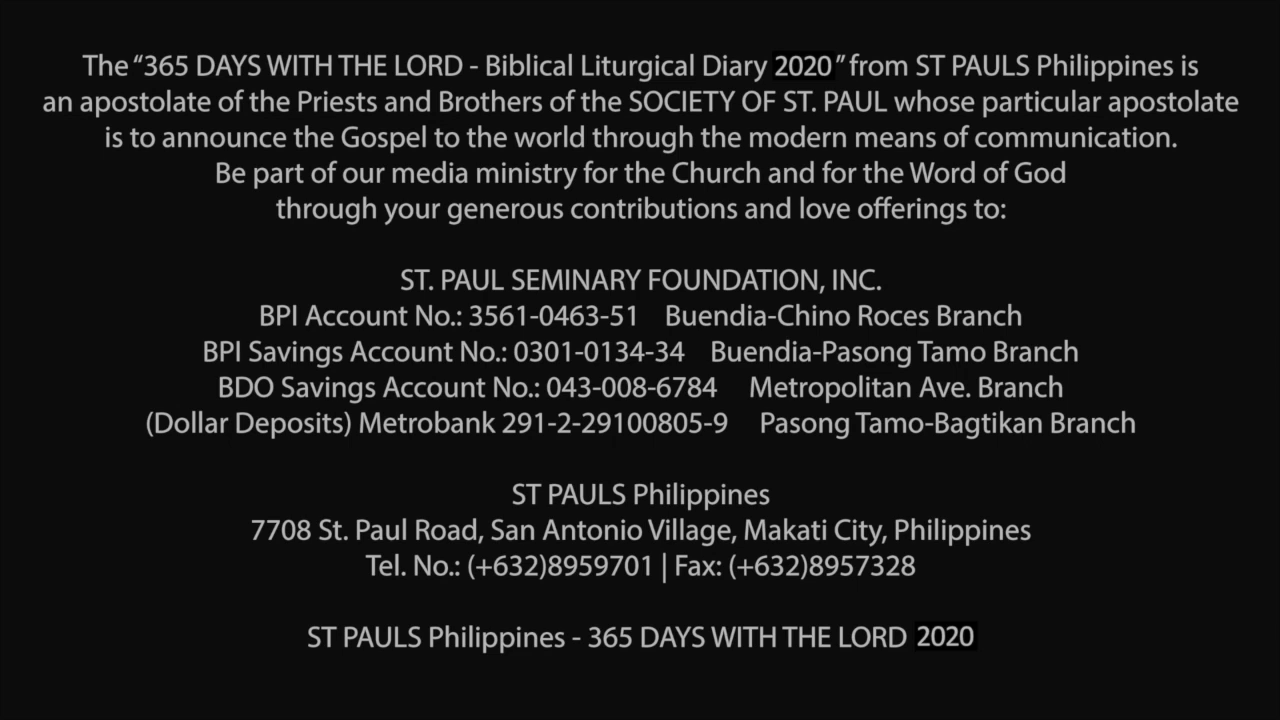 The “365 DAYS WITH THE LORD - Biblical Liturgical Diary 2020” from ST PAULS Philippines is
an apostolate of the Priests and Brothers of the SOCIETY OF ST. PAUL whose particular apostolate
is to announce the Gospel to the world through the modern means of communication.
Be part of our media ministry for the Church and for the Word of God
through your generous contributions and love offerings to:
ST. PAUL SEMINARY FOUNDATION, INC.
BPI Account No.: 3561-0463-51 Buendia-Chino Roces Branch
BPI Savings Account No.: 0301-0134-34 Buendia-Pasong Tamo Branch
BDO Savings Account No.: 043-008-6784 Metropolitan Ave. Branch
(Dollar Deposits) Metrobank 291-2-29100805-9 Pasong Tamo-Bagtikan Branch
ST PAULS Philippines
7708 St. Paul Road, San Antonio Village, Makati City, Philippines
Tel. No.: (+632)8959701 | Fax: (+632)8957328
ST PAULS Philippines - 365 DAYS WITH THE LORD 2020